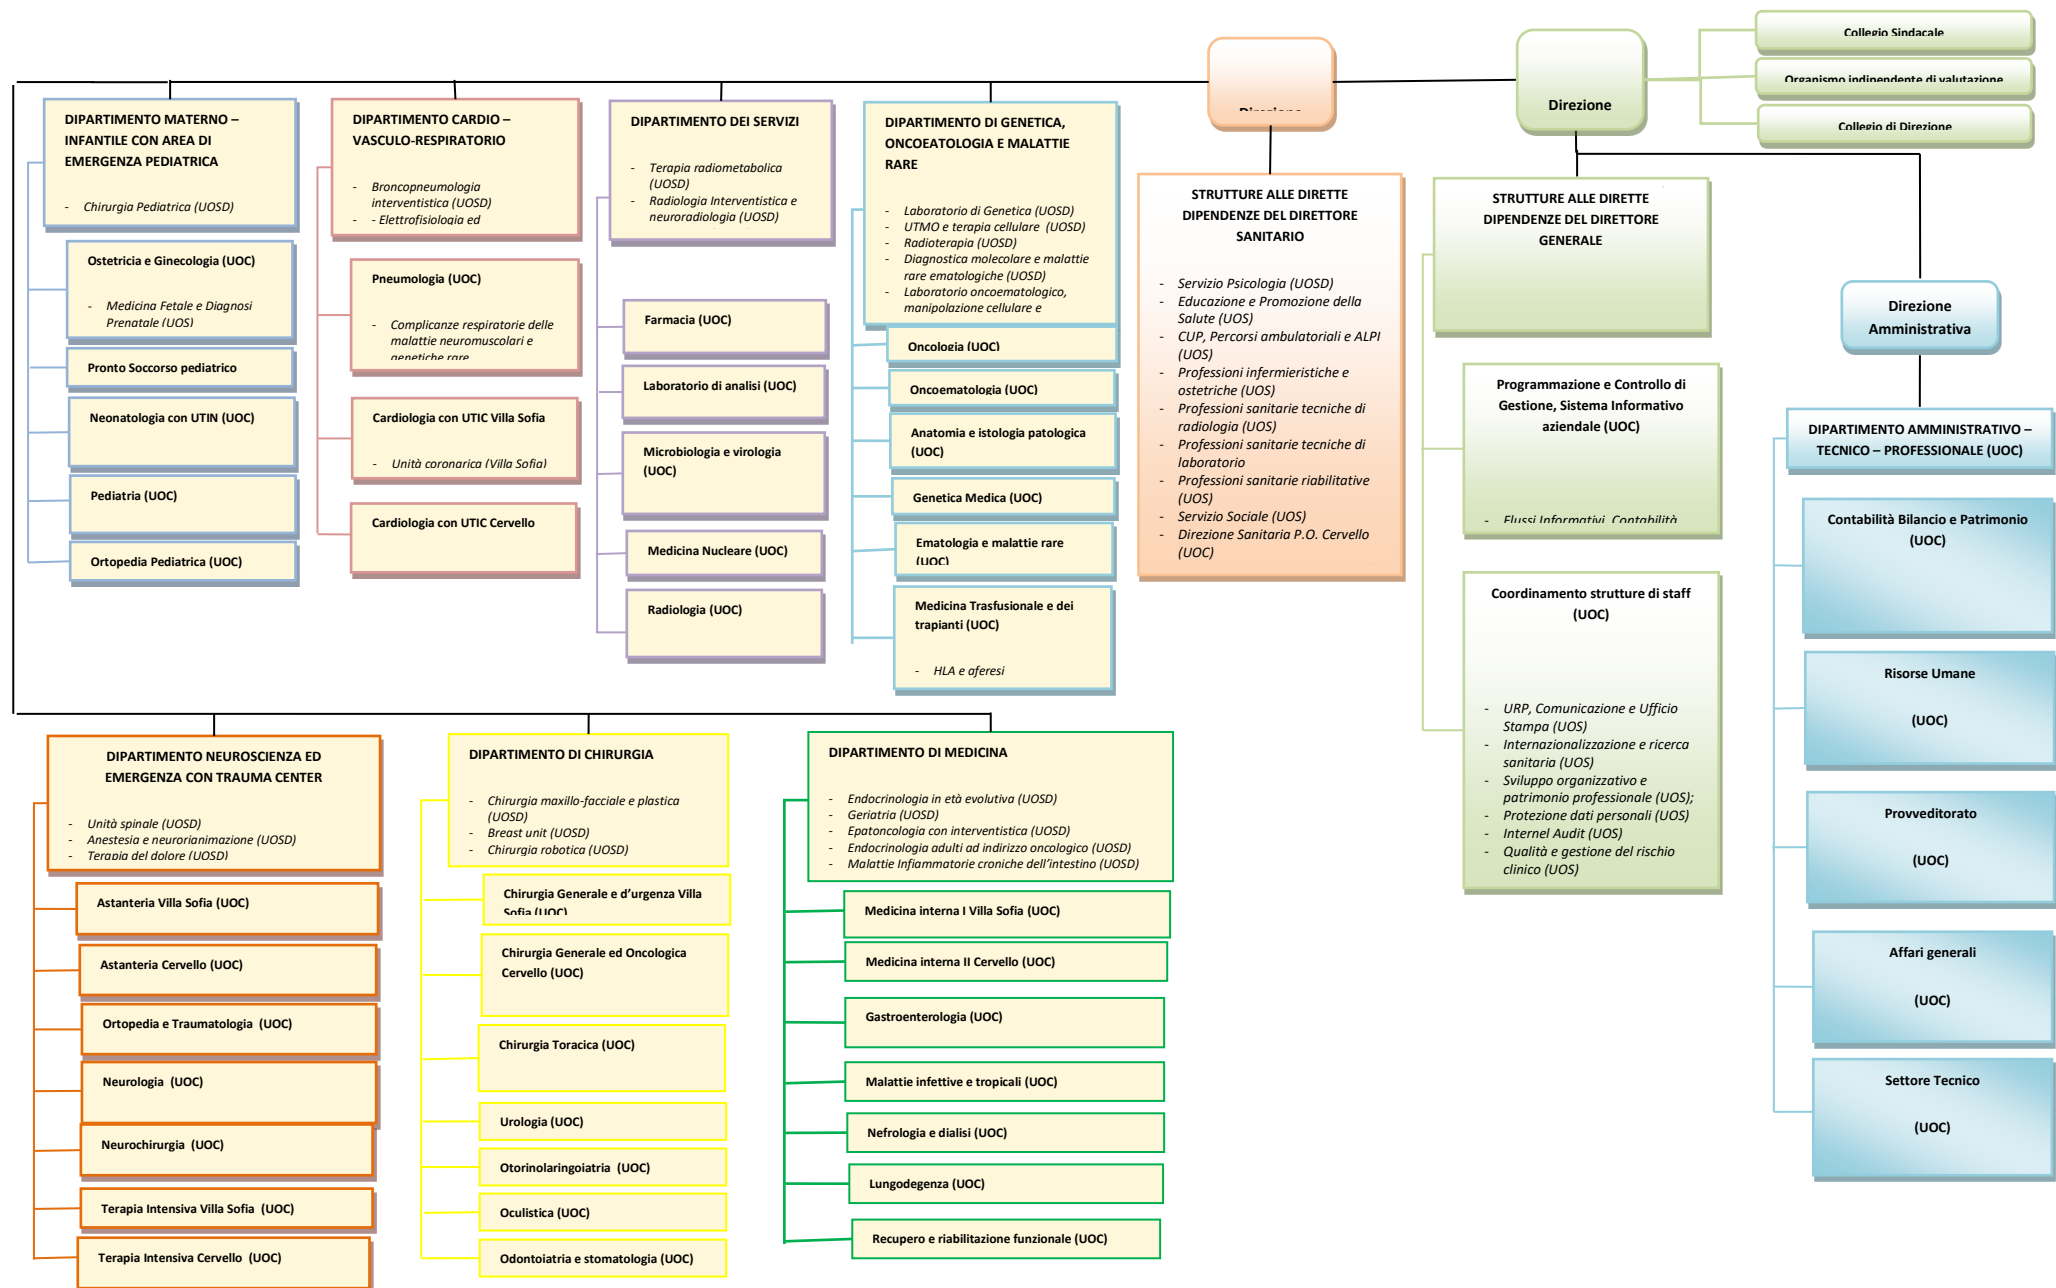 Collegio Sindacale
Organismo indipendente di valutazione
Collegio di Direzione
Direzione
Direzione
DIPARTIMENTO MATERNO –
INFANTILE CON AREA DI
EMERGENZA PEDIATRICA
- Chirurgia Pediatrica (UOSD)
Ostetricia e Ginecologia (UOC)
- Medicina Fetale e Diagnosi
Prenatale (UOS)
Pronto Soccorso pediatrico
Neonatologia con UTIN (UOC)
Pediatria (UOC)
Ortopedia Pediatrica (UOC)
DIPARTIMENTO CARDIO –
VASCULO-RESPIRATORIO
- Broncopneumologia
interventistica (UOSD)
- - Elettrofisiologia ed
Pneumologia (UOC)
- Complicanze respiratorie delle
malattie neuromuscolari e
genetiche rare
Cardiologia con UTIC Villa Sofia
- Unità coronarica (Villa Sofia)
Cardiologia con UTIC Cervello
DIPARTIMENTO DEI SERVIZI
- Terapia radiometabolica
(UOSD)
- Radiologia Interventistica e
neuroradiologia (UOSD)
Farmacia (UOC)
Laboratorio di analisi (UOC)
Microbiologia e virologia
(UOC)
Medicina Nucleare (UOC)
Radiologia (UOC)
DIPARTIMENTO DI GENETICA,
ONCOEATOLOGIA E MALATTIE
RARE
- Laboratorio di Genetica (UOSD)
- UTMO e terapia cellulare (UOSD)
- Radioterapia (UOSD)
- Diagnostica molecolare e malattie
rare ematologiche (UOSD)
- Laboratorio oncoematologico,
manipolazione cellulare e
Oncologia (UOC)
Oncoematologia (UOC)
Anatomia e istologia patologica
(UOC)
Genetica Medica (UOC)
Ematologia e malattie rare
(UOC)
Medicina Trasfusionale e dei
trapianti (UOC)
- HLA e aferesi
STRUTTURE ALLE DIRETTE
DIPENDENZE DEL DIRETTORE
SANITARIO
- Servizio Psicologia (UOSD)
- Educazione e Promozione della
Salute (UOS)
- CUP, Percorsi ambulatoriali e ALPI
(UOS)
- Professioni infermieristiche e
ostetriche (UOS)
- Professioni sanitarie tecniche di
radiologia (UOS)
- Professioni sanitarie tecniche di
laboratorio
- Professioni sanitarie riabilitative
(UOS)
- Servizio Sociale (UOS)
- Direzione Sanitaria P.O. Cervello
(UOC)
STRUTTURE ALLE DIRETTE
DIPENDENZE DEL DIRETTORE
GENERALE
Programmazione e Controllo di
Gestione, Sistema Informativo
aziendale (UOC)
- Flussi Informativi, Contabilità
Coordinamento strutture di staff
(UOC)
- URP, Comunicazione e Ufficio
Stampa (UOS)
- Internazionalizzazione e ricerca
sanitaria (UOS)
- Sviluppo organizzativo e
patrimonio professionale (UOS);
- Protezione dati personali (UOS)
- Internel Audit (UOS)
- Qualità e gestione del rischio
clinico (UOS)
Direzione
Amministrativa
DIPARTIMENTO AMMINISTRATIVO –
TECNICO – PROFESSIONALE (UOC)
Contabilità Bilancio e Patrimonio
(UOC)
Risorse Umane
(UOC)
Provveditorato
(UOC)
Affari generali
(UOC)
Settore Tecnico
(UOC)
DIPARTIMENTO NEUROSCIENZA ED
EMERGENZA CON TRAUMA CENTER
- Unità spinale (UOSD)
- Anestesia e neurorianimazione (UOSD)
- Terapia del dolore (UOSD)
Astanteria Villa Sofia (UOC)
Astanteria Cervello (UOC)
Ortopedia e Traumatologia (UOC)
Neurologia (UOC)
Neurochirurgia (UOC)
Terapia Intensiva Villa Sofia (UOC)
Terapia Intensiva Cervello (UOC)
DIPARTIMENTO DI CHIRURGIA
- Chirurgia maxillo-facciale e plastica
(UOSD)
- Breast unit (UOSD)
- Chirurgia robotica (UOSD)
Chirurgia Generale e d’urgenza Villa
Sofia (UOC)
Chirurgia Generale ed Oncologica
Cervello (UOC)
Chirurgia Toracica (UOC)
Urologia (UOC)
Otorinolaringoiatria (UOC)
Oculistica (UOC)
Odontoiatria e stomatologia (UOC)
DIPARTIMENTO DI MEDICINA
- Endocrinologia in età evolutiva (UOSD)
- Geriatria (UOSD)
- Epatoncologia con interventistica (UOSD)
- Endocrinologia adulti ad indirizzo oncologico (UOSD)
- Malattie Infiammatorie croniche dell’intestino (UOSD)
Medicina interna I Villa Sofia (UOC)
Medicina interna II Cervello (UOC)
Gastroenterologia (UOC)
Malattie infettive e tropicali (UOC)
Nefrologia e dialisi (UOC)
Lungodegenza (UOC)
Recupero e riabilitazione funzionale (UOC)